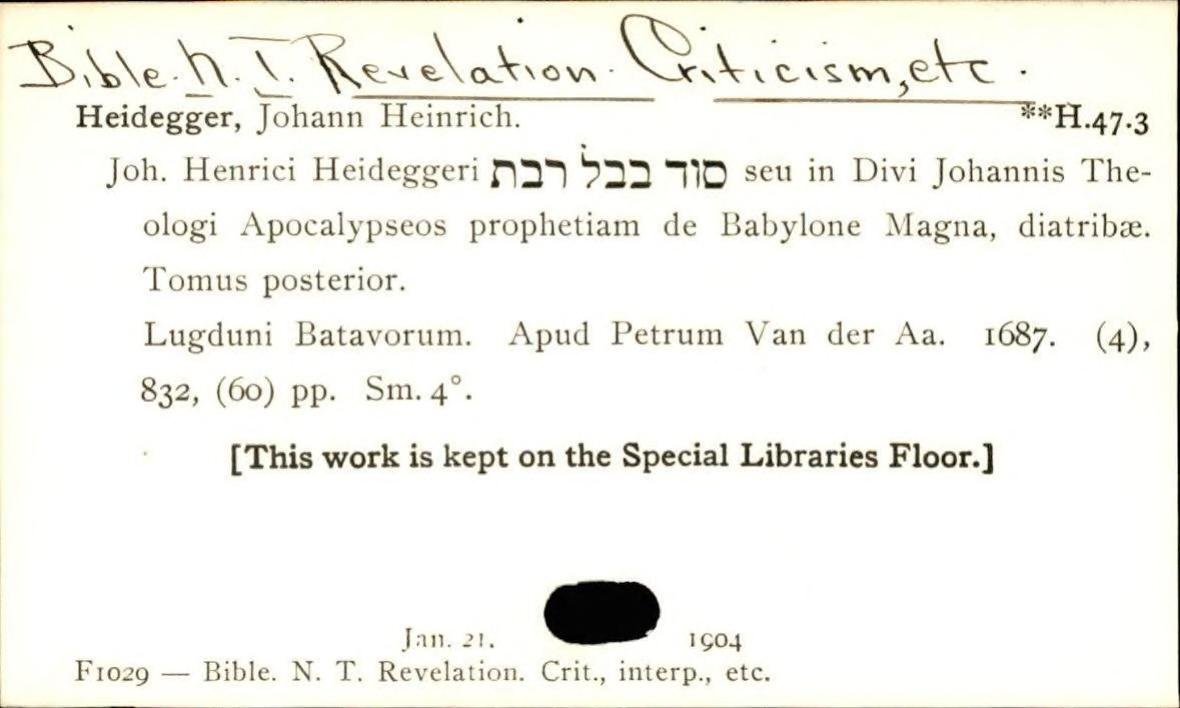 Bible. N. T. Revelation. Criticism, etc.
Heidegger, Johann Heinrich. **H.47.3
Joh. Henrici Heideggeri סוד בבל רבת seu in Divi Johannis The-
ologi Apocalypseos prophetiam de Babylone Magna, diatribæ.
Tomus posterior.
Lugduni Batavorum. Apud Petrum Van der Aa. 1687. (4),
832, (60) pp. Sm. 4°.
[This work is kept on the Special Libraries Floor.]
Jan. 21. 1904
F1029 — Bible. N. T. Revelation. Crit., interp., etc.